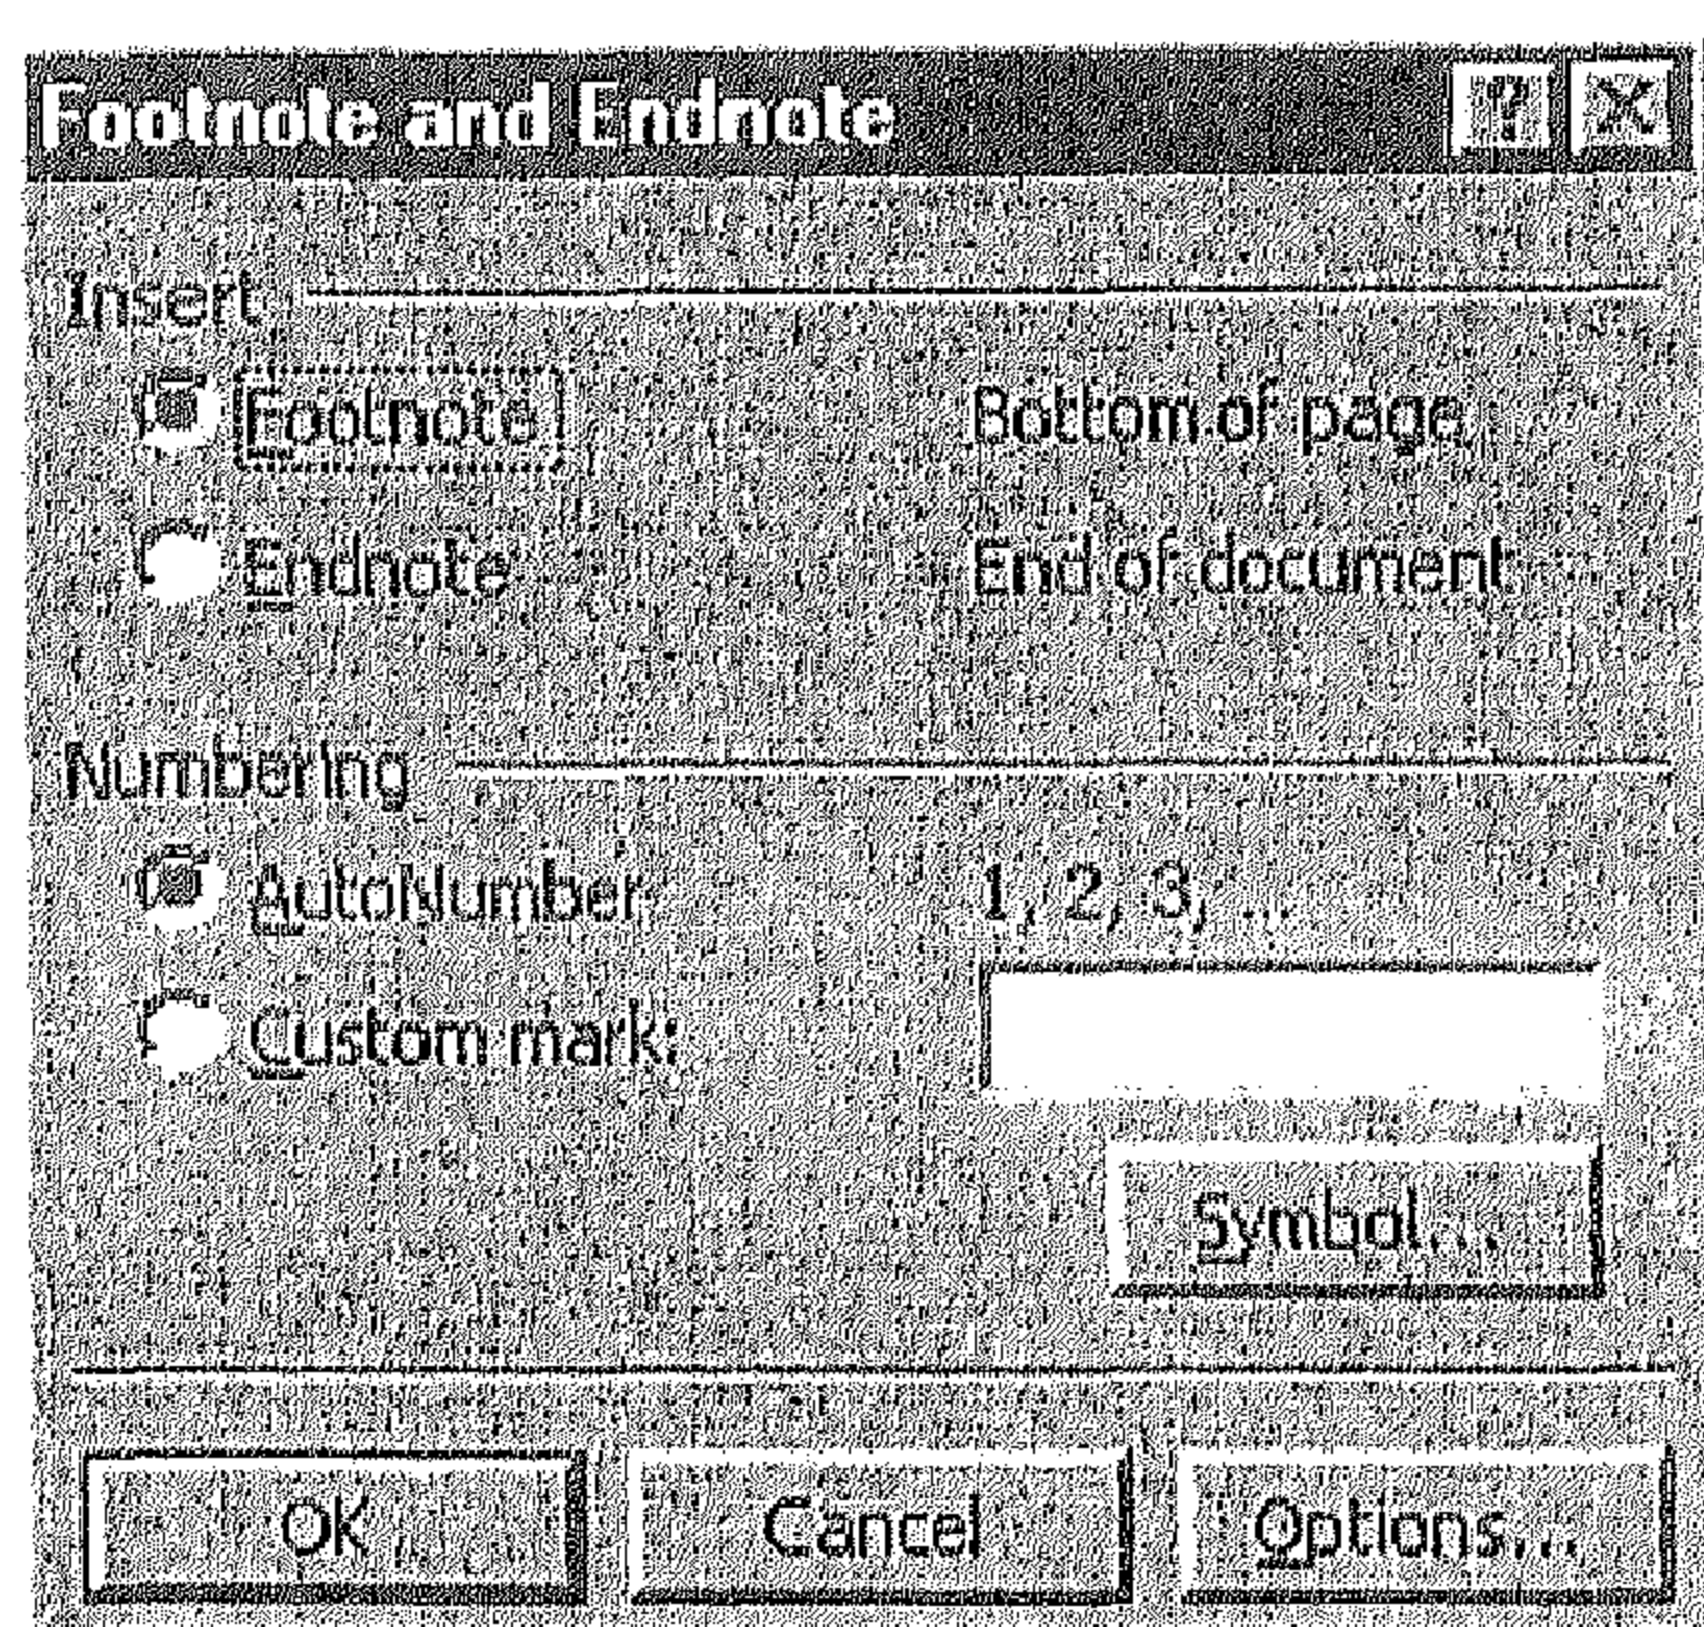 Footnote and Endnote
Insert
Footnote Bottom of page
Endnote End of document
Numbering
AutoNumber 1, 2, 3, ...
Custom mark:
Symbol...
OK Cancel Options...